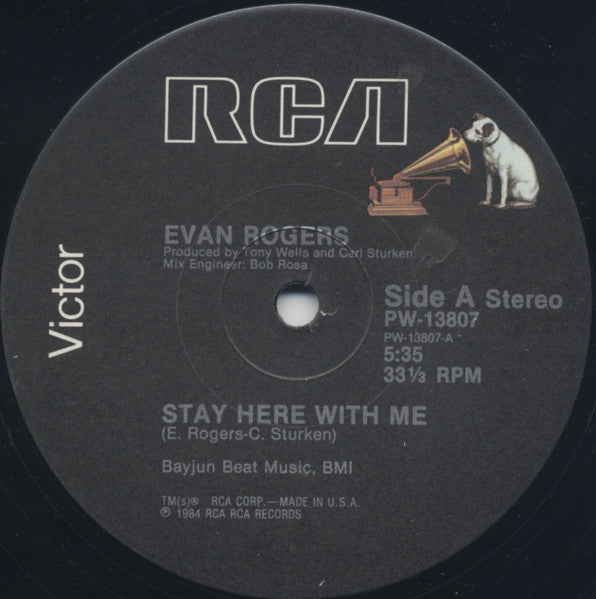 RCA
Victor
EVAN ROGERS
Produced by Tony Wells and Carl Sturken
Mix Engineer: Bob Rosa
Side A Stereo
PW-13807
PW-13807-A
5:35
33⅓ RPM
STAY HERE WITH ME
(E. Rogers-C. Sturken)
Bayjun Beat Music, BMI
TM(s)® RCA CORP.—MADE IN U.S.A.
℗ 1984 RCA RCA RECORDS